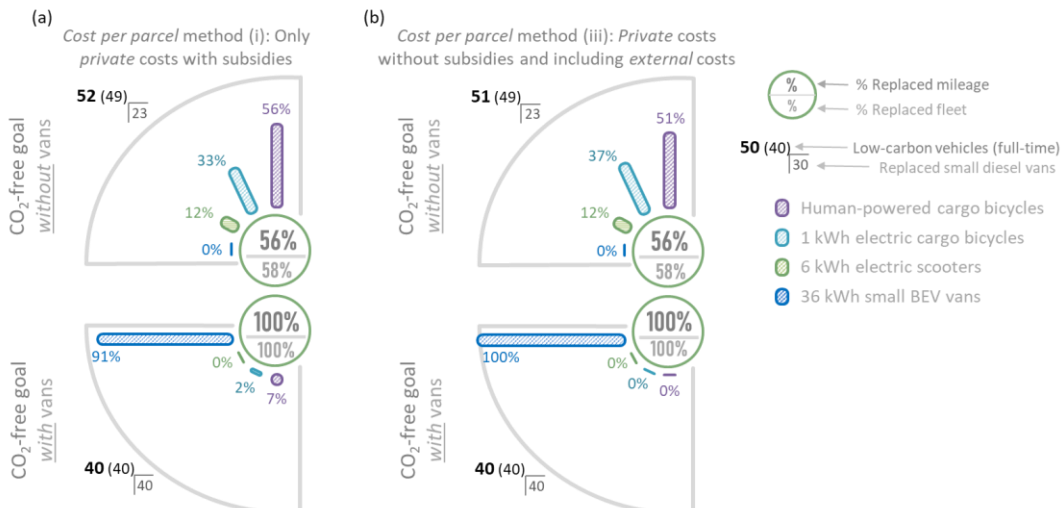 (a)
Cost per parcel method (i): Only
private costs with subsidies
CO2-free goal
without vans
52 (49)
23
56%
33%
12%
0%
56%
58%
CO2-free goal
with vans
100%
100%
91%
0%
2%
7%
40 (40)
40
(b)
Cost per parcel method (iii): Private costs
without subsidies and including external costs
CO2-free goal
without vans
51 (49)
23
51%
37%
12%
0%
56%
58%
CO2-free goal
with vans
100%
100%
100%
0%
0%
0%
40 (40)
40
%
% Replaced mileage
%
% Replaced fleet
50 (40)
Low-carbon vehicles (full-time)
30
Replaced small diesel vans
Human-powered cargo bicycles
1 kWh electric cargo bicycles
6 kWh electric scooters
36 kWh small BEV vans